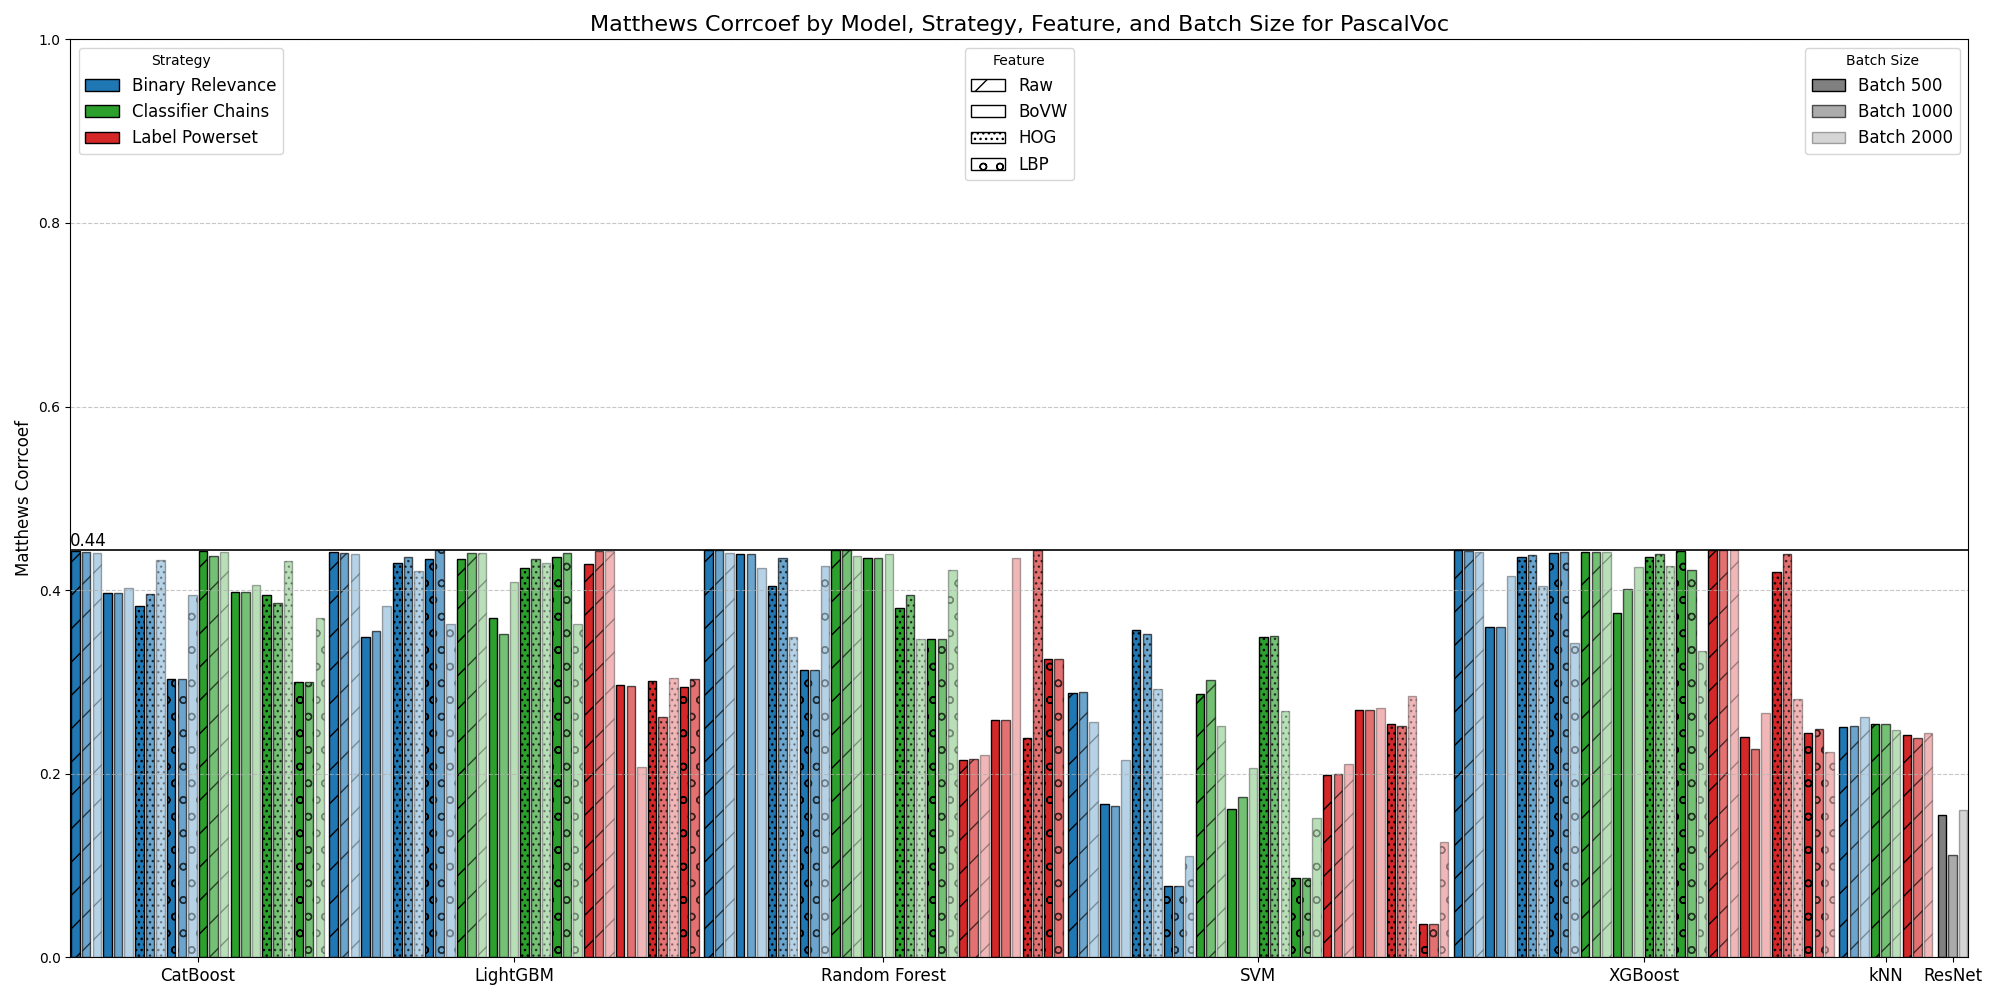 Matthews Corrcoef by Model, Strategy, Feature, and Batch Size for PascalVoc
Matthews Corrcoef
1.0
0.8
0.6
0.4
0.2
0.0
0.44
Strategy
Binary Relevance
Classifier Chains
Label Powerset
Feature
Raw
BoVW
HOG
LBP
Batch Size
Batch 500
Batch 1000
Batch 2000
CatBoost
LightGBM
Random Forest
SVM
XGBoost
kNN
ResNet